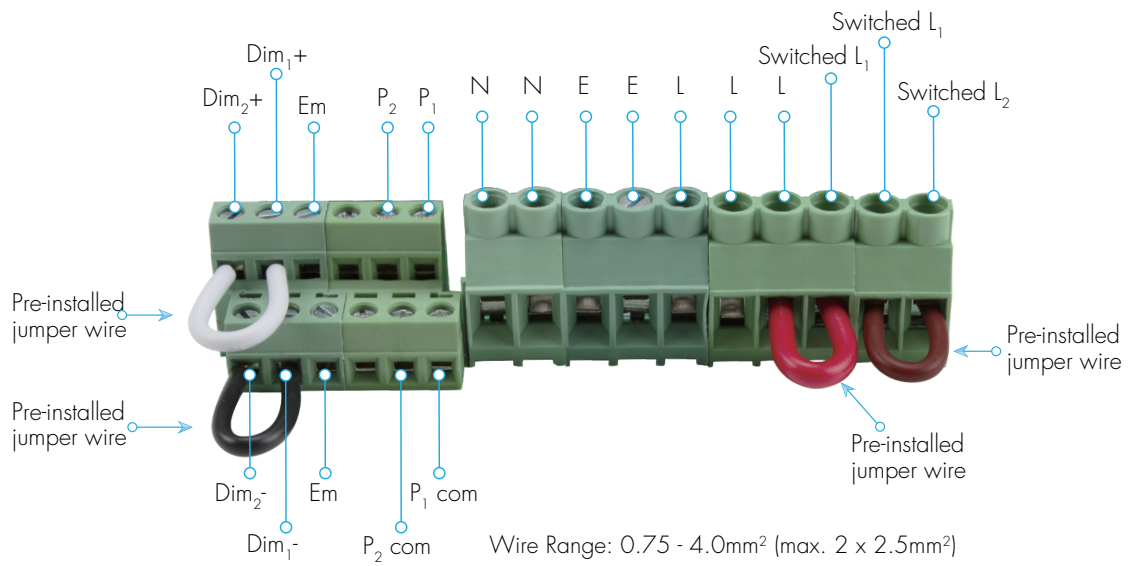 Switched L₁
Switched L₁
Dim₁+
Dim₂+
Em
P₂
P₁
N
N
E
E
L
L
L
Switched L₂
Pre-installed
jumper wire
Pre-installed
jumper wire
Pre-installed
jumper wire
Pre-installed
jumper wire
Dim₂-
Em
P₁ com
Dim₁-
P₂ com
Wire Range: 0.75 - 4.0mm² (max. 2 x 2.5mm²)